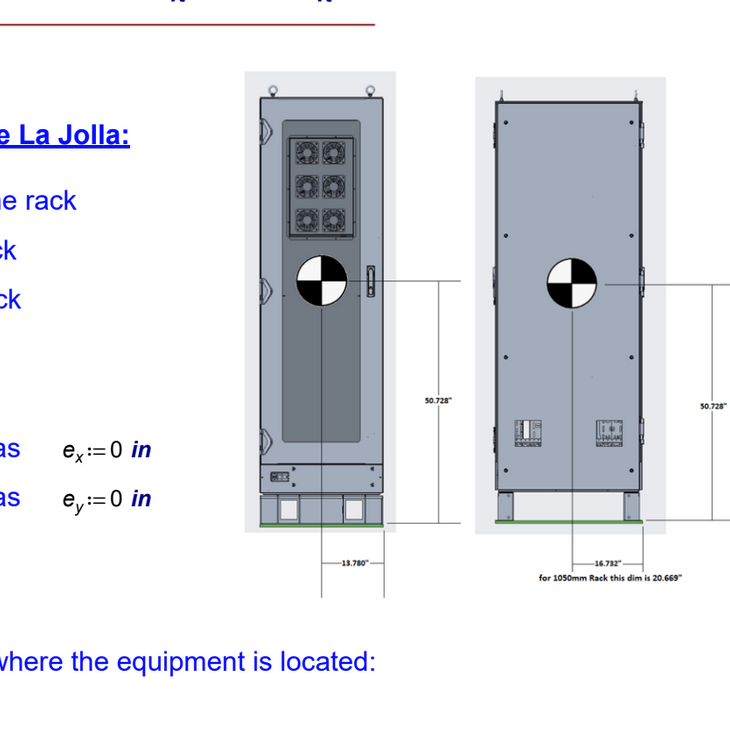 e La Jolla:
e rack
ck
ck
50.728"
50.728"
as eₓ:=0 in
as e_y:=0 in
13.780"
16.732"
for 1050mm Rack this dim is 20.669"
where the equipment is located: